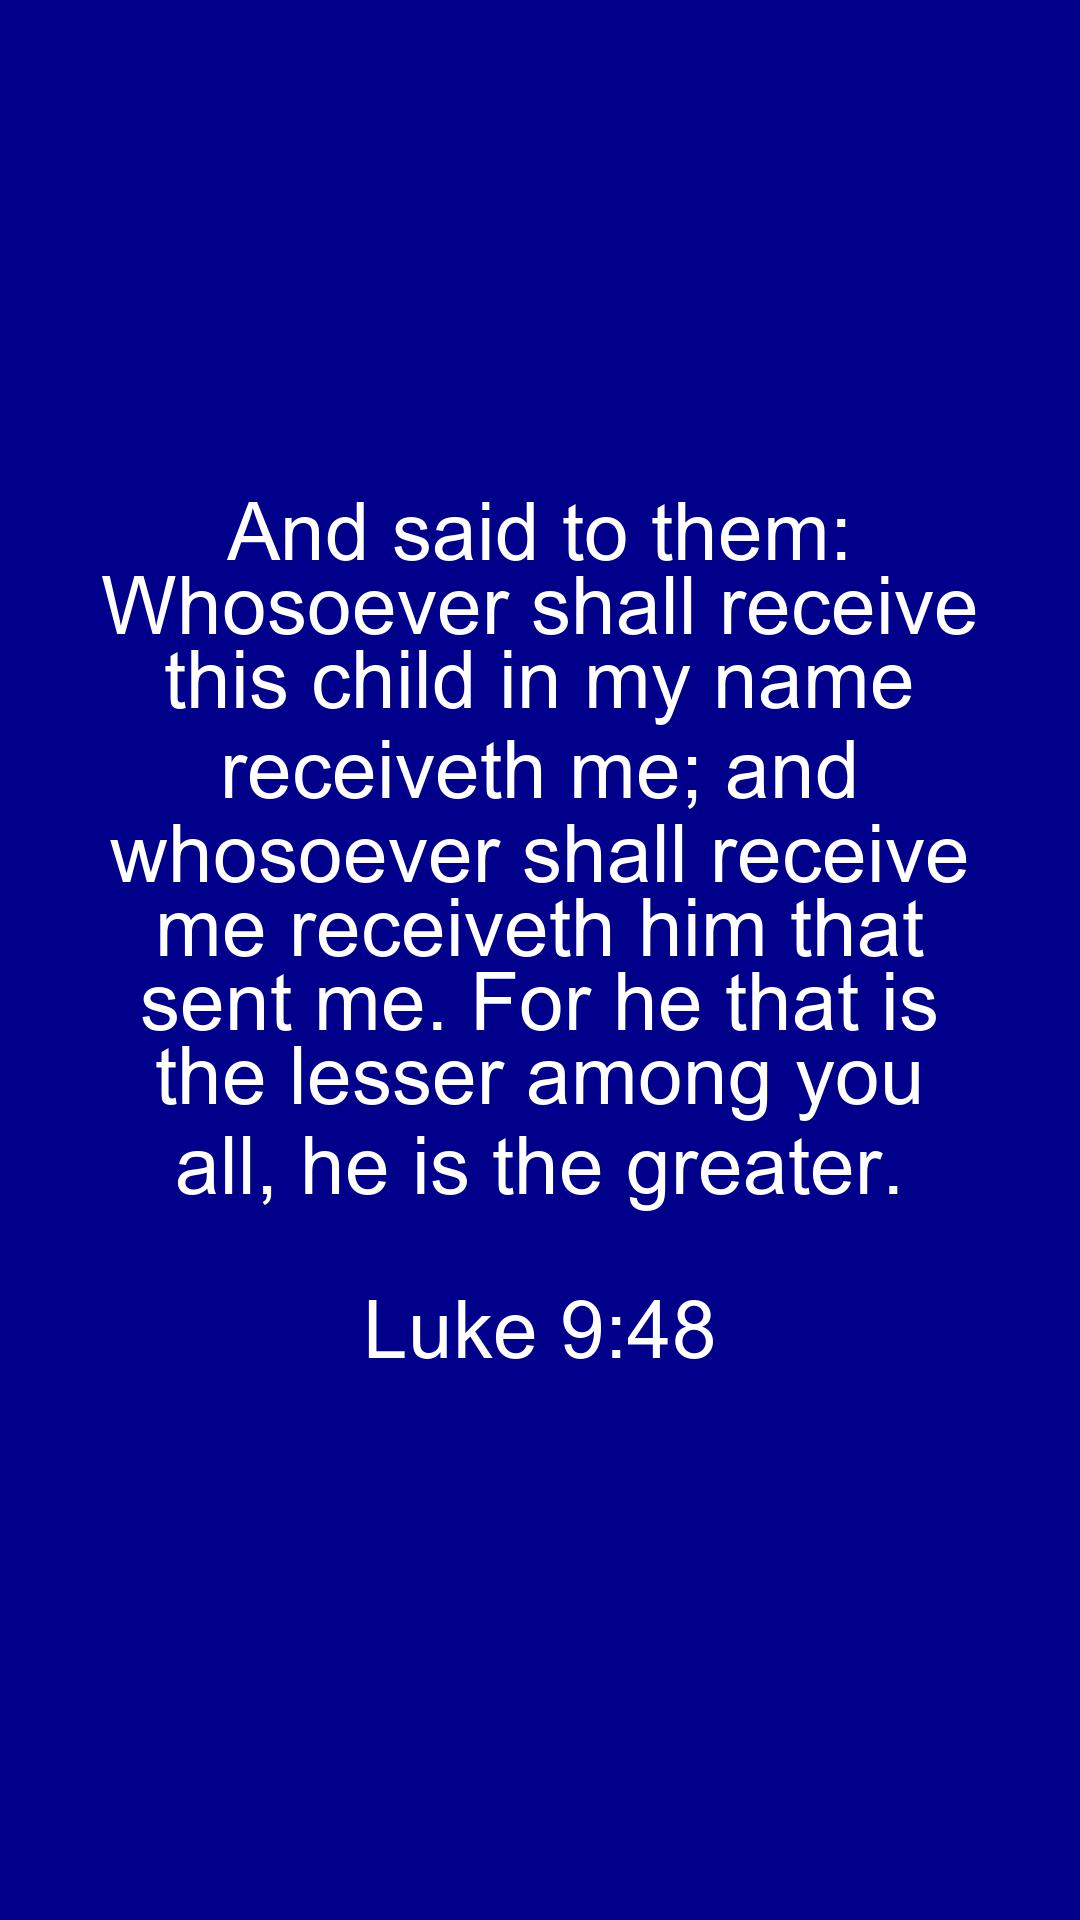 And said to them:
Whosoever shall receive
this child in my name
receiveth me; and
whosoever shall receive
me receiveth him that
sent me. For he that is
the lesser among you
all, he is the greater.
Luke 9:48